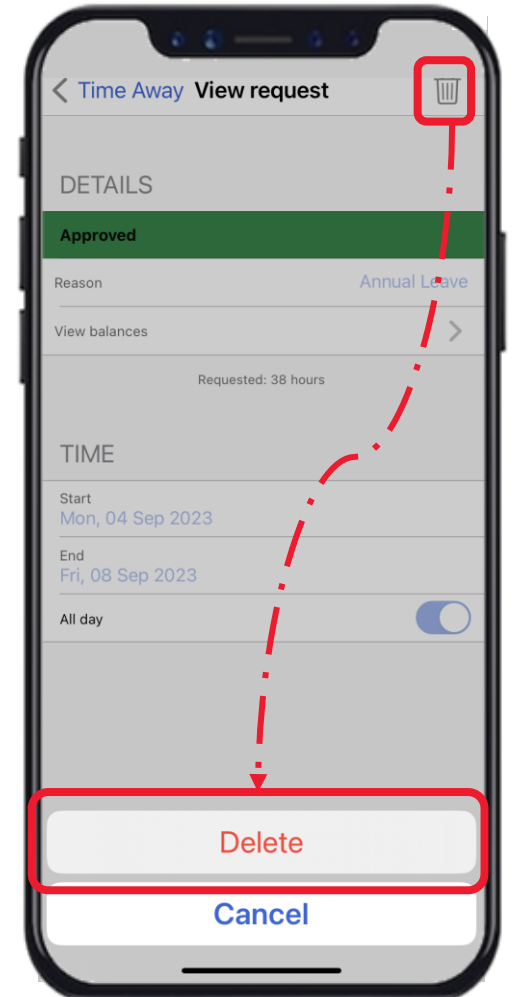 Time Away View request
DETAILS
Approved
Reason Annual Leave
View balances
Requested: 38 hours
TIME
Start
Mon, 04 Sep 2023
End
Fri, 08 Sep 2023
All day
Delete
Cancel